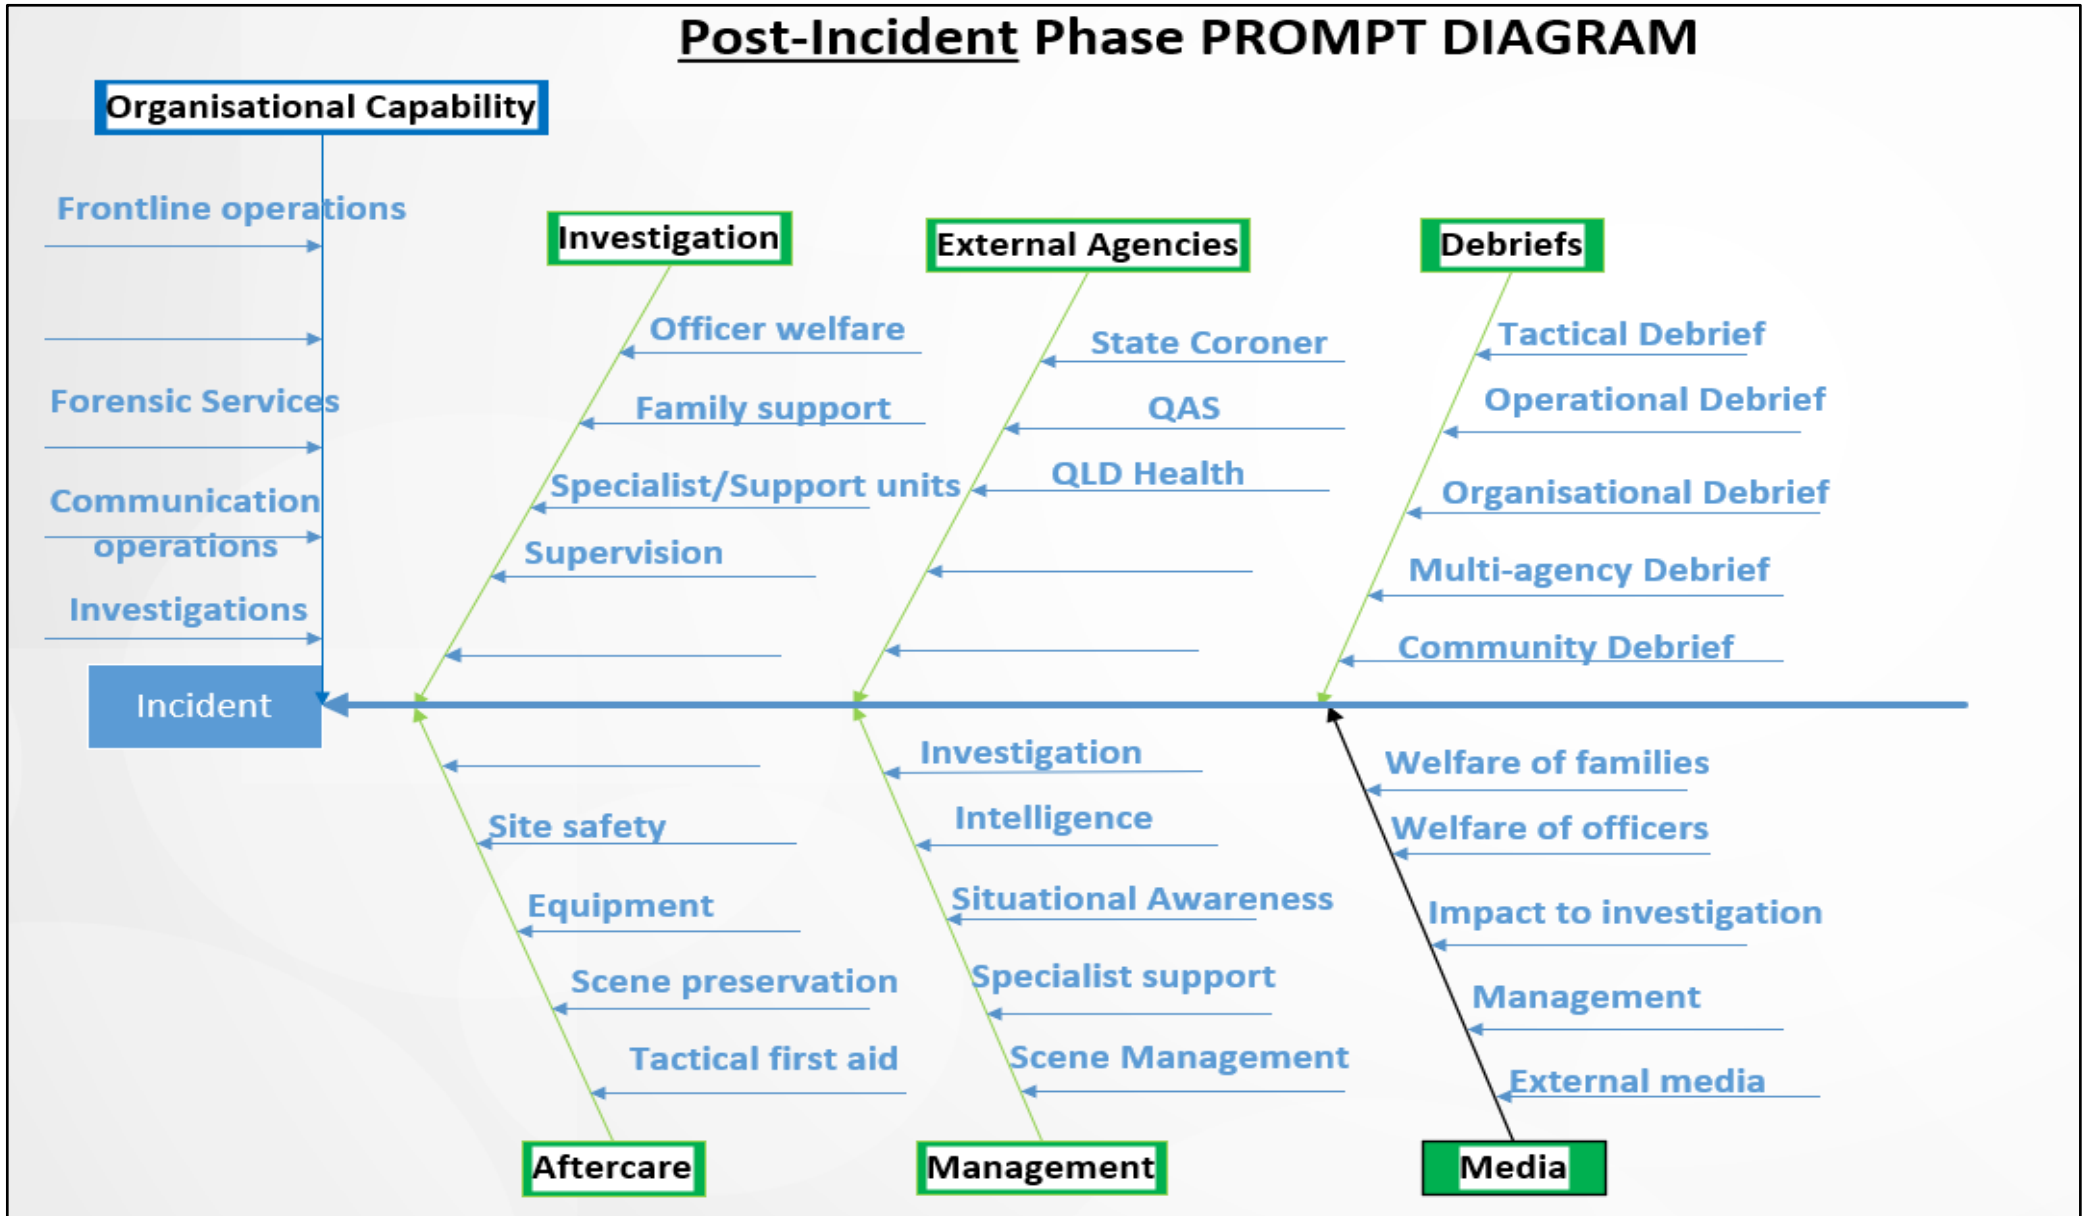 Post-Incident Phase PROMPT DIAGRAM
Organisational Capability
Frontline operations
Forensic Services
Communication
operations
Investigations
Incident
Investigation
Officer welfare
Family support
Specialist/Support units
Supervision
External Agencies
State Coroner
QAS
QLD Health
Debriefs
Tactical Debrief
Operational Debrief
Organisational Debrief
Multi-agency Debrief
Community Debrief
Site safety
Equipment
Scene preservation
Tactical first aid
Aftercare
Investigation
Intelligence
Situational Awareness
Specialist support
Scene Management
Management
Welfare of families
Welfare of officers
Impact to investigation
Management
External media
Media